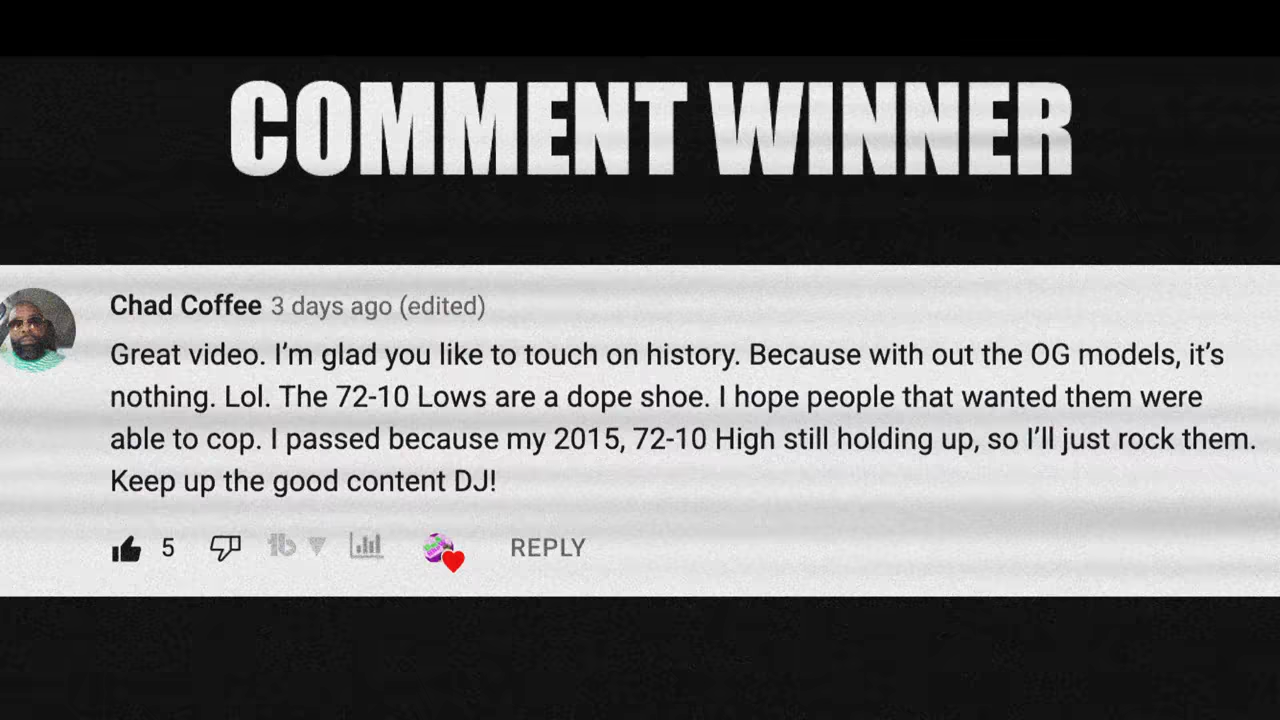 COMMENT WINNER
Chad Coffee 3 days ago (edited)
Great video. I’m glad you like to touch on history. Because with out the OG models, it’s
nothing. Lol. The 72-10 Lows are a dope shoe. I hope people that wanted them were
able to cop. I passed because my 2015, 72-10 High still holding up, so I’ll just rock them.
Keep up the good content DJ!
5 REPLY